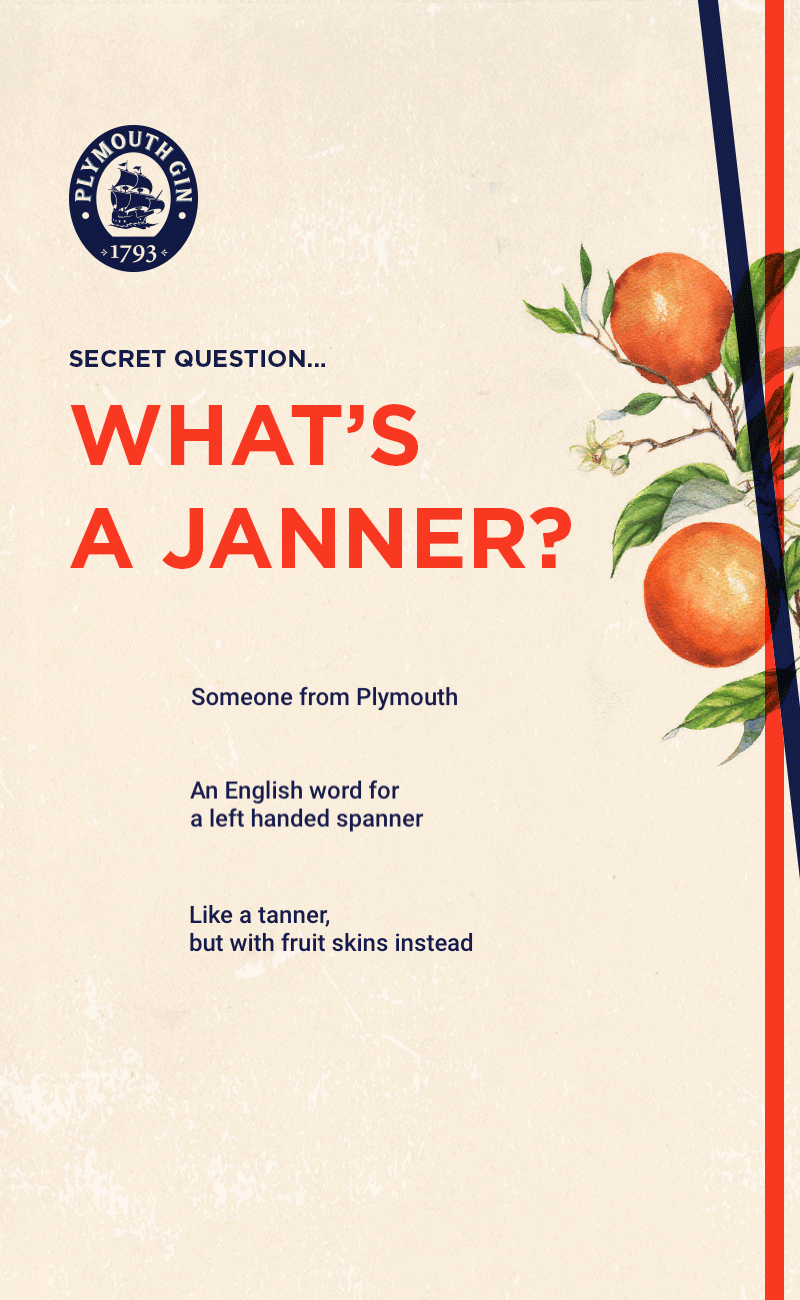 PLYMOUTH GIN
1793
SECRET QUESTION...
WHAT'S
A JANNER?
Someone from Plymouth
An English word for
a left handed spanner
Like a tanner,
but with fruit skins instead